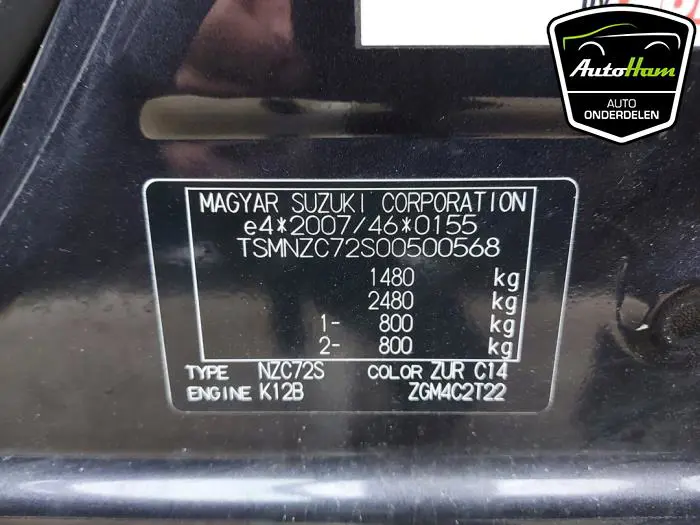 AutoHam
AUTO
ONDERDELEN
MAGYAR SUZUKI CORPORATION
e4*2007/46*0155
TSMNZC72S00500568
1480 kg
2480 kg
1- 800 kg
2- 800 kg
TYPE NZC72S COLOR ZUR C14
ENGINE K12B ZGM4C2T22